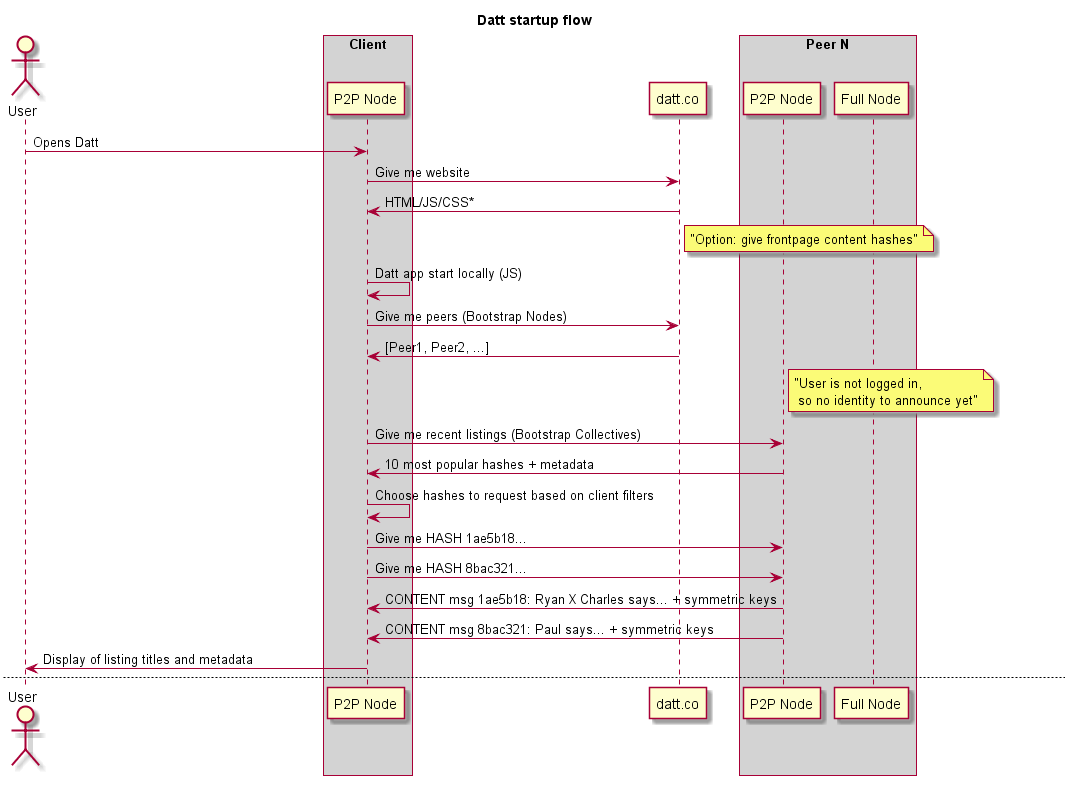 Datt startup flow
Client
Peer N
User
P2P Node
datt.co
P2P Node
Full Node
Opens Datt
Give me website
HTML/JS/CSS*
"Option: give frontpage content hashes"
Datt app start locally (JS)
Give me peers (Bootstrap Nodes)
[Peer1, Peer2, ...]
"User is not logged in,
so no identity to announce yet"
Give me recent listings (Bootstrap Collectives)
10 most popular hashes + metadata
Choose hashes to request based on client filters
Give me HASH 1ae5b18...
Give me HASH 8bac321...
CONTENT msg 1ae5b18: Ryan X Charles says... + symmetric keys
CONTENT msg 8bac321: Paul says... + symmetric keys
Display of listing titles and metadata
User
P2P Node
datt.co
P2P Node
Full Node